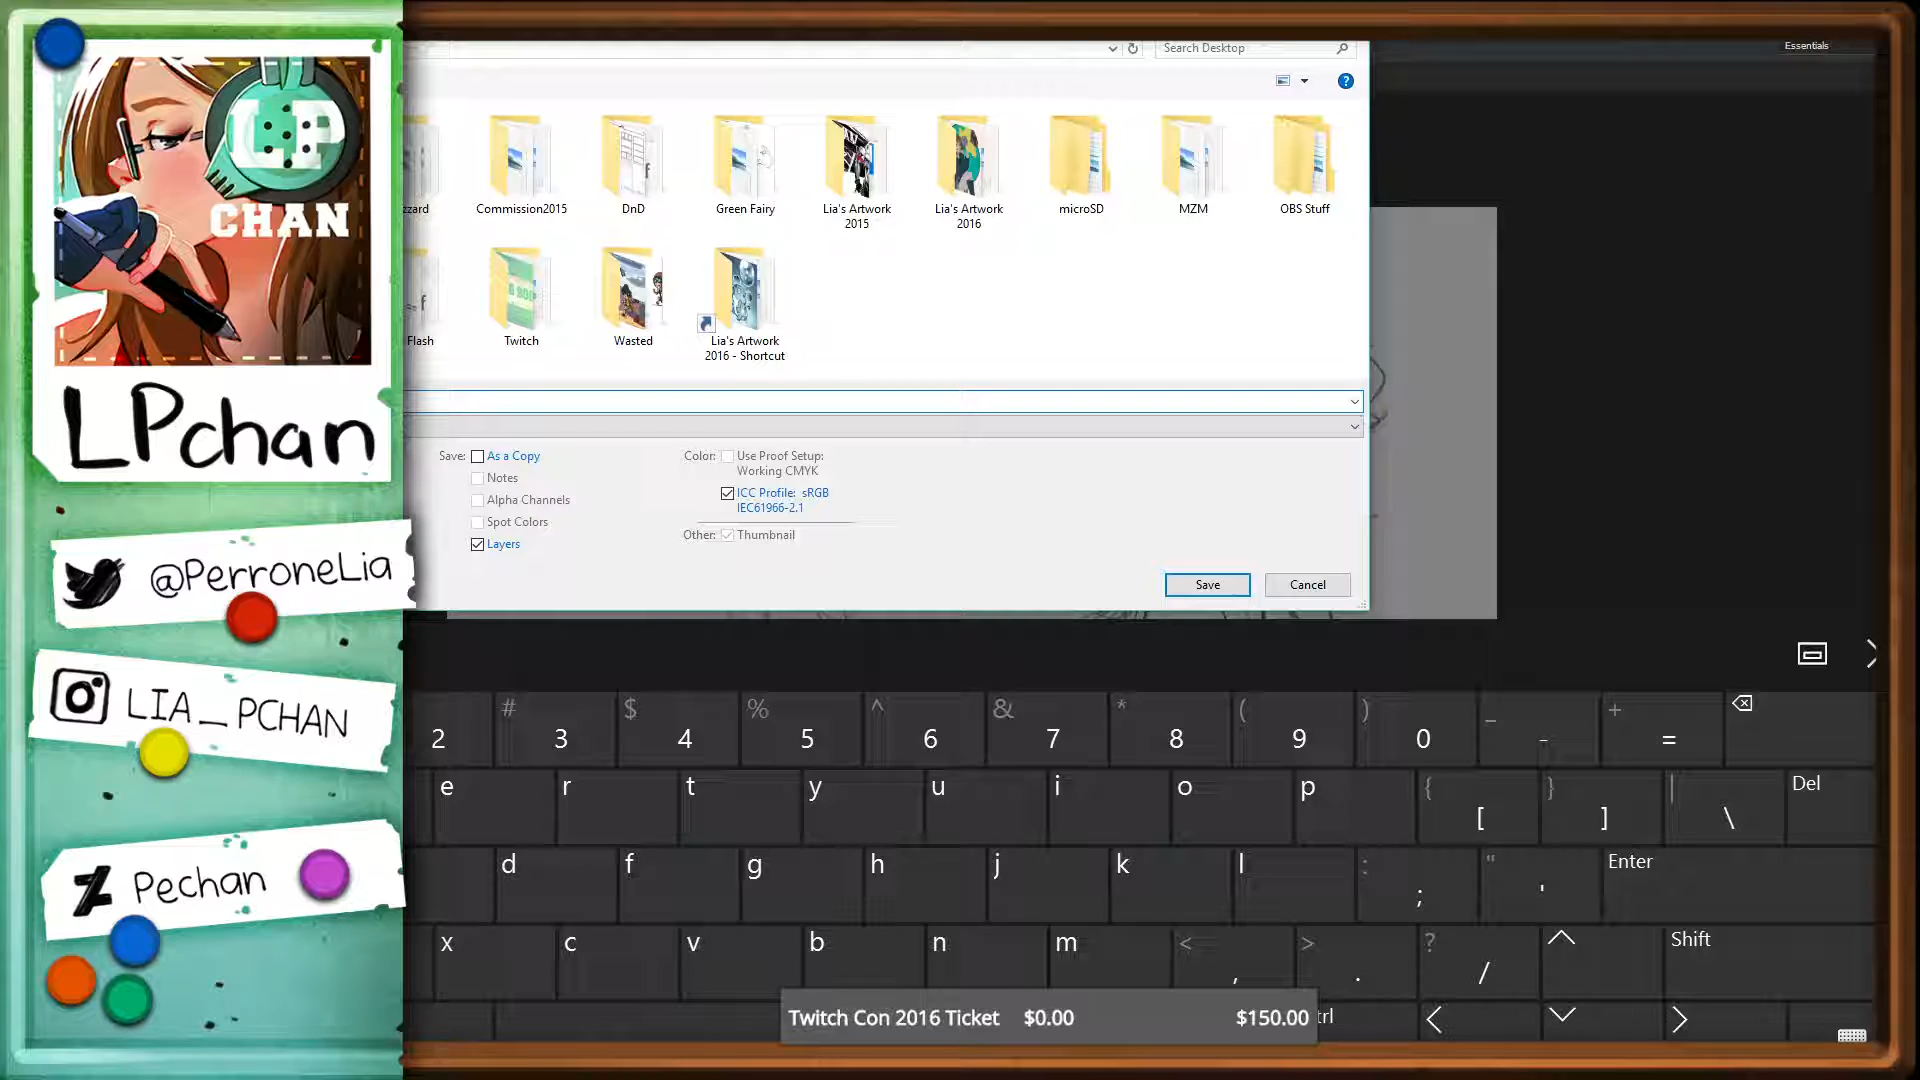 LP
CHAN
LPchan
@PerroneLia
LIA_PCHAN
Pechan
Search Desktop
Essentials
?
zzard
Commission2015
DnD
Green Fairy
Lia's Artwork
2015
Lia's Artwork
2016
microSD
MZM
OBS Stuff
Flash
Twitch
Wasted
Lia's Artwork
2016 - Shortcut
Save:
As a Copy
Notes
Alpha Channels
Spot Colors
Layers
Color:
Use Proof Setup:
Working CMYK
ICC Profile: sRGB
IEC61966-2.1
Other:
Thumbnail
Save
Cancel
# $ % ^ & * ( ) _ +
2 3 4 5 6 7 8 9 0 - =
e r t y u i o p { [ } ] | \ Del
d f g h j k l : ; " ' Enter
x c v b n m < , > . ? / Shift
Twitch Con 2016 Ticket $0.00 $150.00
trl